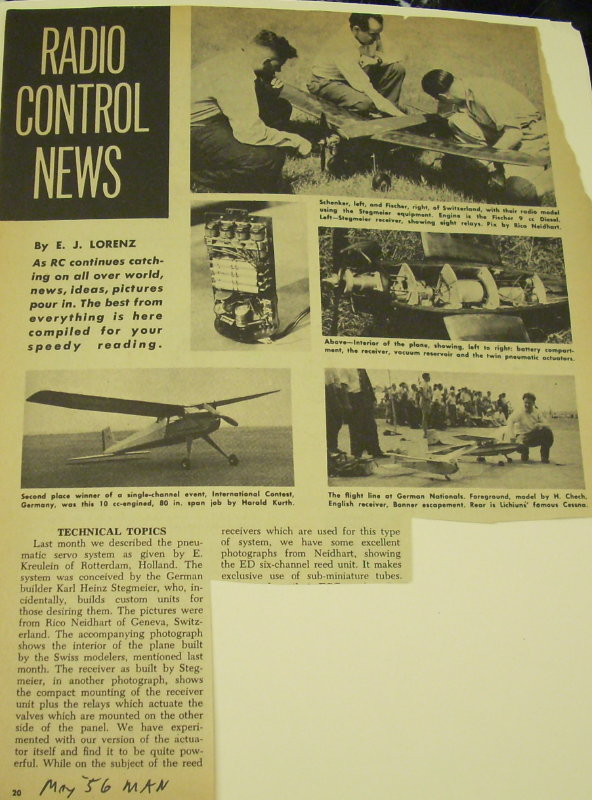 RADIO
CONTROL
NEWS
By E. J. LORENZ
As RC continues catch-
ing on all over world,
news, ideas, pictures
pour in. The best from
everything is here
compiled for your
speedy reading.
Schenker, left, and Fischer, right, of Switzerland, with their radio model
using the Stegmeier equipment. Engine is the Fischer 9 cc Diesel.
Left—Stegmeier receiver, showing eight relays. Pix by Rico Neidhart.
Above—Interior of the plane, showing, left to right: battery compart-
ment, the receiver, vacuum reservoir and the twin pneumatic actuators.
Second place winner of a single-channel event, International Contest,
Germany, was this 10 cc-engined, 80 in. span job by Harald Kurth.
The flight line at German Nationals. Foreground, model by H. Chech,
English receiver, Bonner escapement. Rear is Lichiuns' famous Cessna.
TECHNICAL TOPICS
Last month we described the pneu-
matic servo system as given by E.
Kreulein of Rotterdam, Holland. The
system was conceived by the German
builder Karl Heinz Stegmeier, who, in-
cidentally, builds custom units for
those desiring them. The pictures were
from Rico Neidhart of Geneva, Switz-
erland. The accompanying photograph
shows the interior of the plane built
by the Swiss modelers, mentioned last
month. The receiver as built by Steg-
meier, in another photograph, shows
the compact mounting of the receiver
unit plus the relays which actuate the
valves which are mounted on the other
side of the panel. We have experi-
mented with our version of the actua-
tor itself and find it to be quite pow-
erful. While on the subject of the reed
receivers which are used for this type
of system, we have some excellent
photographs from Neidhart, showing
the ED six-channel reed unit. It makes
exclusive use of sub-miniature tubes.
20
May '56 MAN